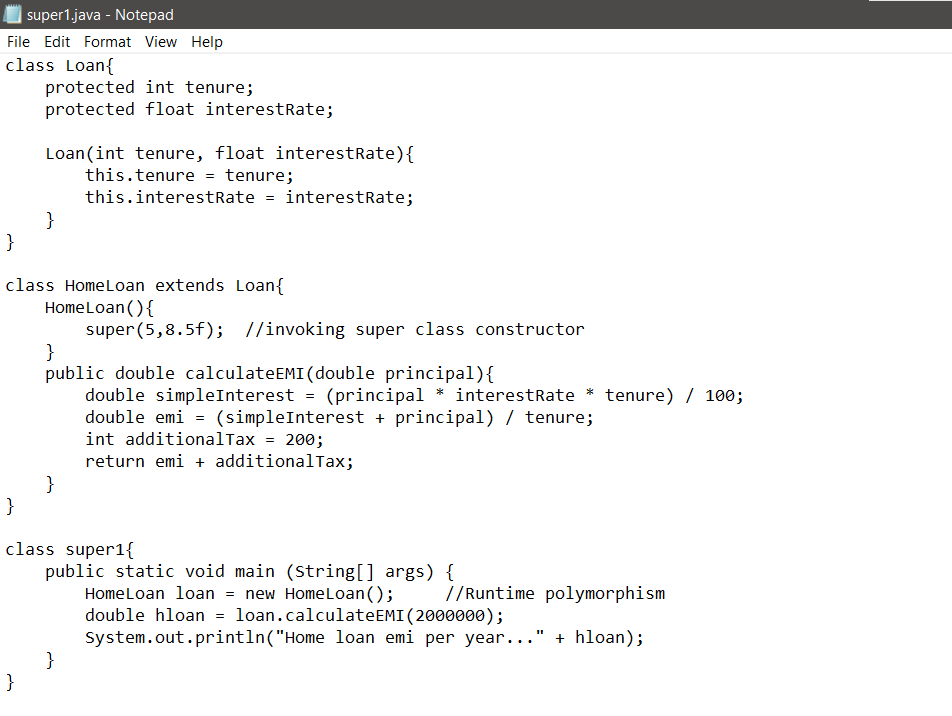 super1.java - Notepad
File Edit Format View Help
class Loan{
    protected int tenure;
    protected float interestRate;

    Loan(int tenure, float interestRate){
        this.tenure = tenure;
        this.interestRate = interestRate;
    }
}

class HomeLoan extends Loan{
    HomeLoan(){
        super(5,8.5f);  //invoking super class constructor
    }
    public double calculateEMI(double principal){
        double simpleInterest = (principal * interestRate * tenure) / 100;
        double emi = (simpleInterest + principal) / tenure;
        int additionalTax = 200;
        return emi + additionalTax;
    }
}

class super1{
    public static void main (String[] args) {
        HomeLoan loan = new HomeLoan();     //Runtime polymorphism
        double hloan = loan.calculateEMI(2000000);
        System.out.println("Home loan emi per year..." + hloan);
    }
}